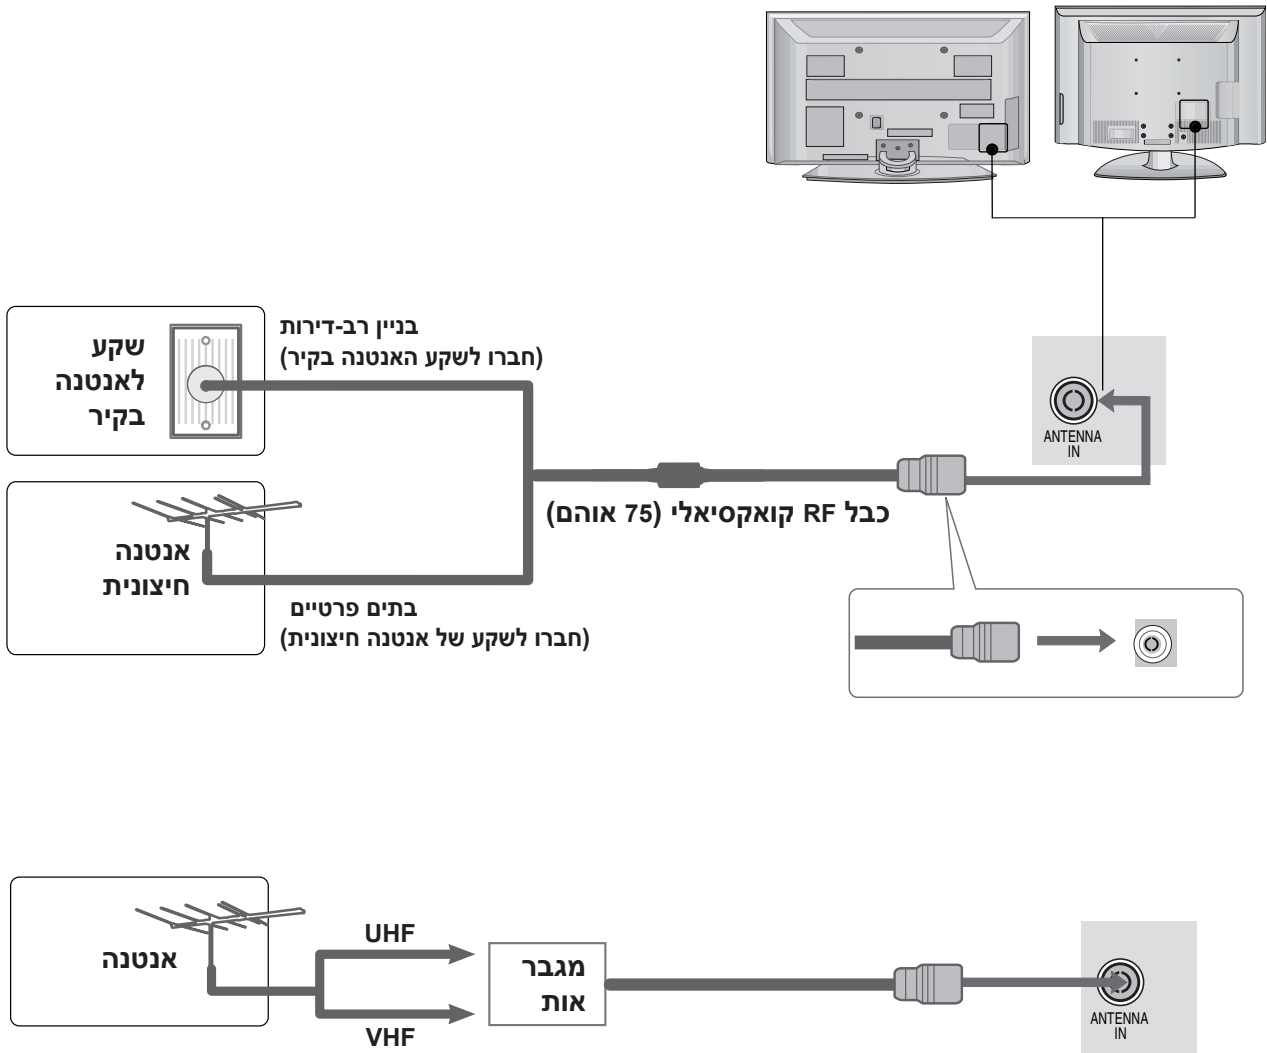 שקע
לאנטנה
בקיר
בניין רב-דירות
(חברו לשקע האנטנה בקיר)
ANTENNA
IN
כבל RF קואקסיאלי (75 אוהם)
אנטנה
חיצונית
בתים פרטיים
(חברו לשקע של אנטנה חיצונית)
אנטנה
UHF
VHF
מגבר
אות
ANTENNA
IN